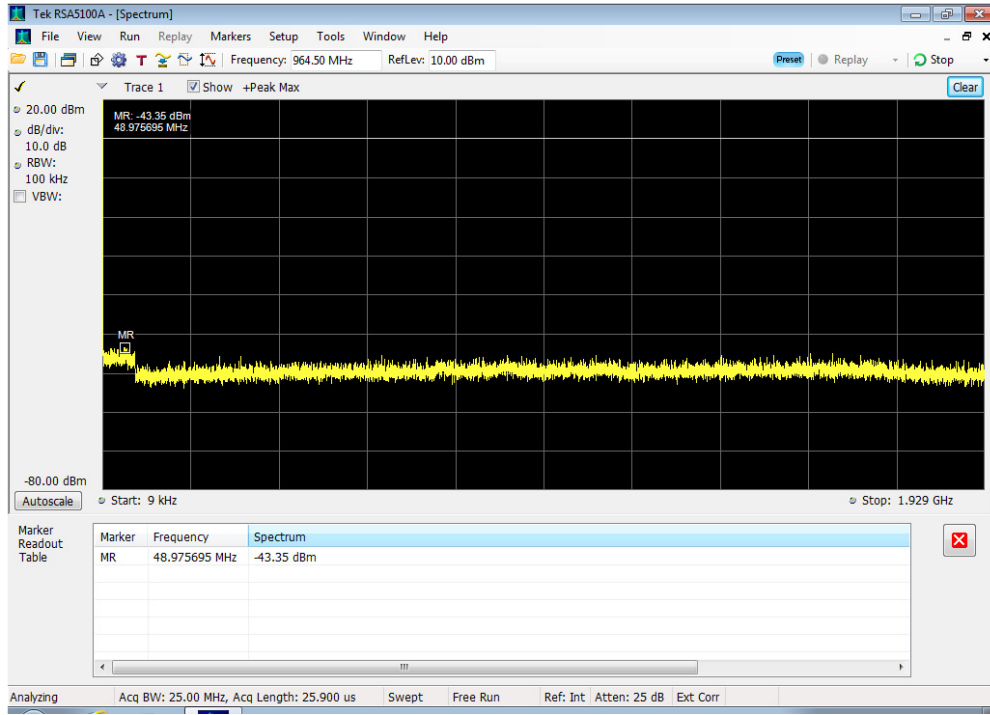 Tek RSA5100A - [Spectrum]
File View Run Replay Markers Setup Tools Window Help
T Frequency: 964.50 MHz RefLev: 10.00 dBm Preset Replay Stop
Trace 1 Show +Peak Max Clear
20.00 dBm
dB/div:
10.0 dB
RBW:
100 kHz
VBW:
MR: -43.35 dBm
48.975695 MHz
MR
-80.00 dBm
Autoscale Start: 9 kHz Stop: 1.929 GHz
Marker
Readout
Table
Marker Frequency Spectrum
MR 48.975695 MHz -43.35 dBm
Analyzing Acq BW: 25.00 MHz, Acq Length: 25.900 us Swept Free Run Ref: Int Atten: 25 dB Ext Corr